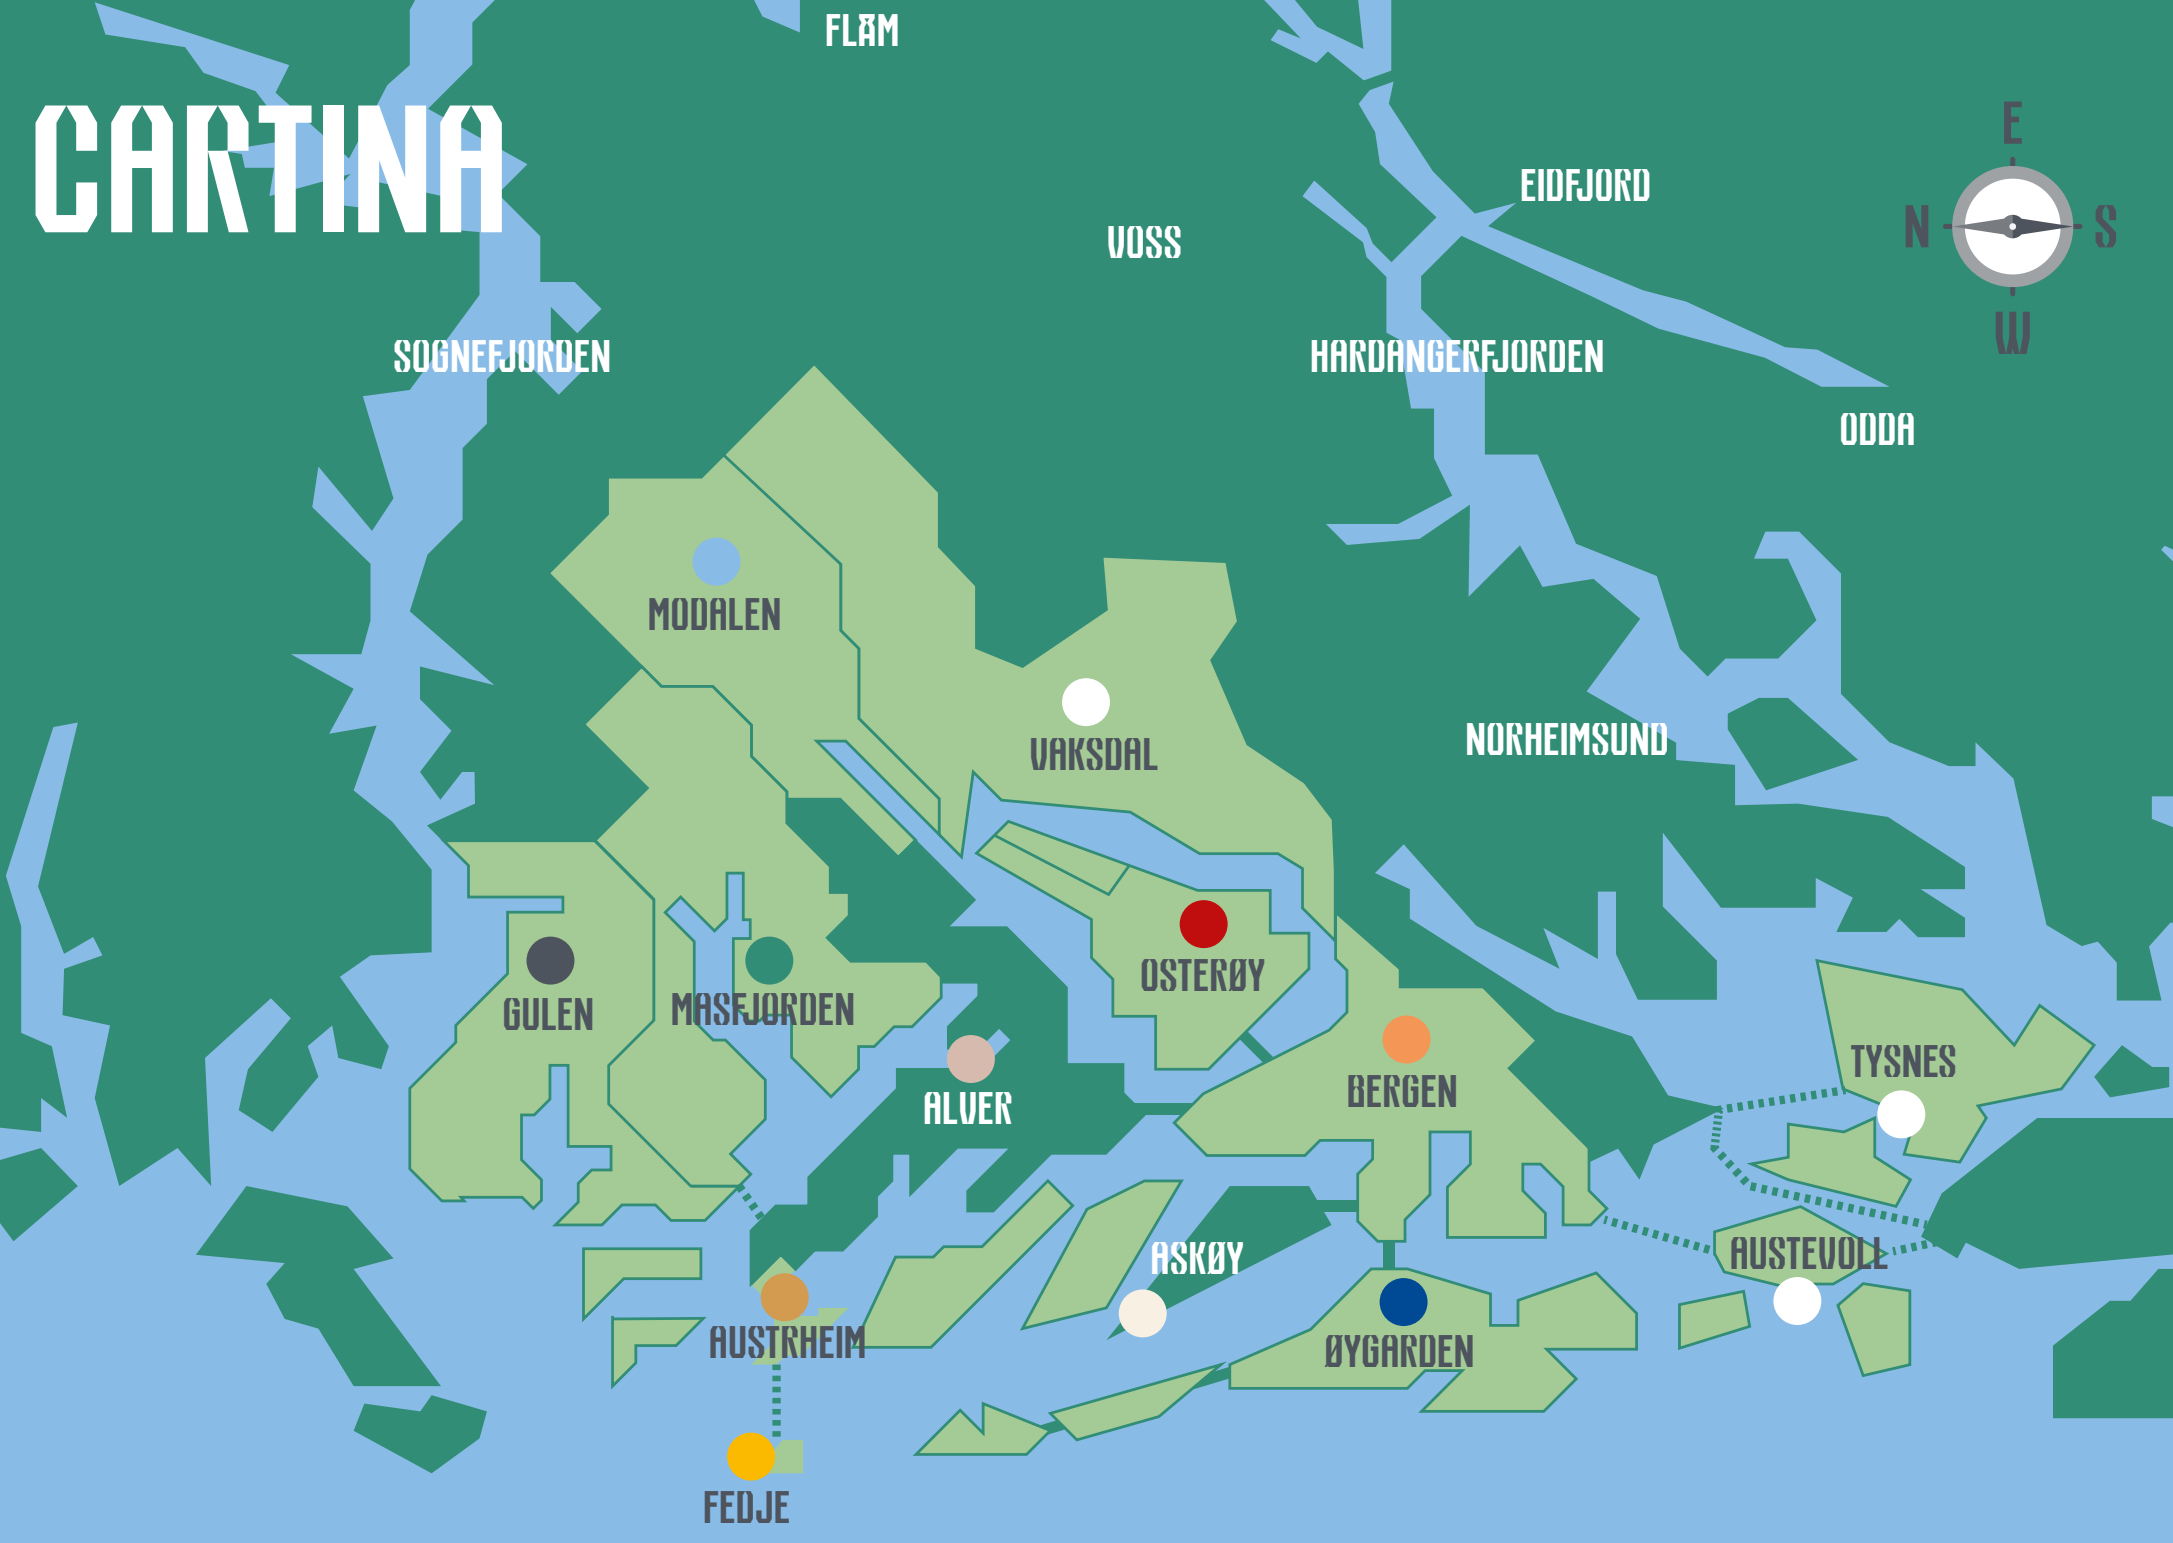 FLÅM
CARTINA
E
N
S
W
EIDFJORD
VOSS
SOGNEFJORDEN
HARDANGERFJORDEN
ODDA
MODALEN
VAKSDAL
NORHEIMSUND
OSTERØY
GULEN
MASFJORDEN
TYSNES
BERGEN
ALVER
ASKØY
AUSTEVOLL
AUSTRHEIM
ØYGARDEN
FEDJE